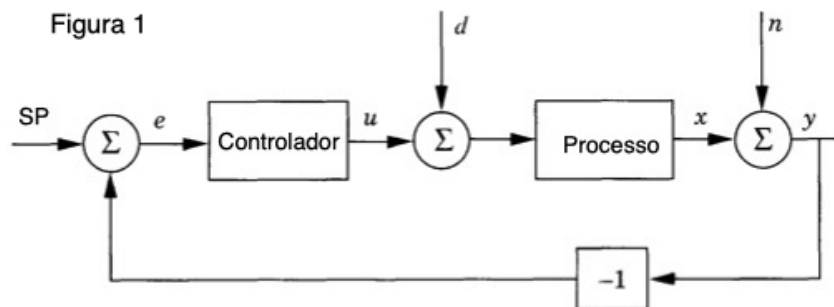 Figura 1
d
n
SP
Σ
e
Controlador
u
Σ
Processo
x
Σ
y
−1